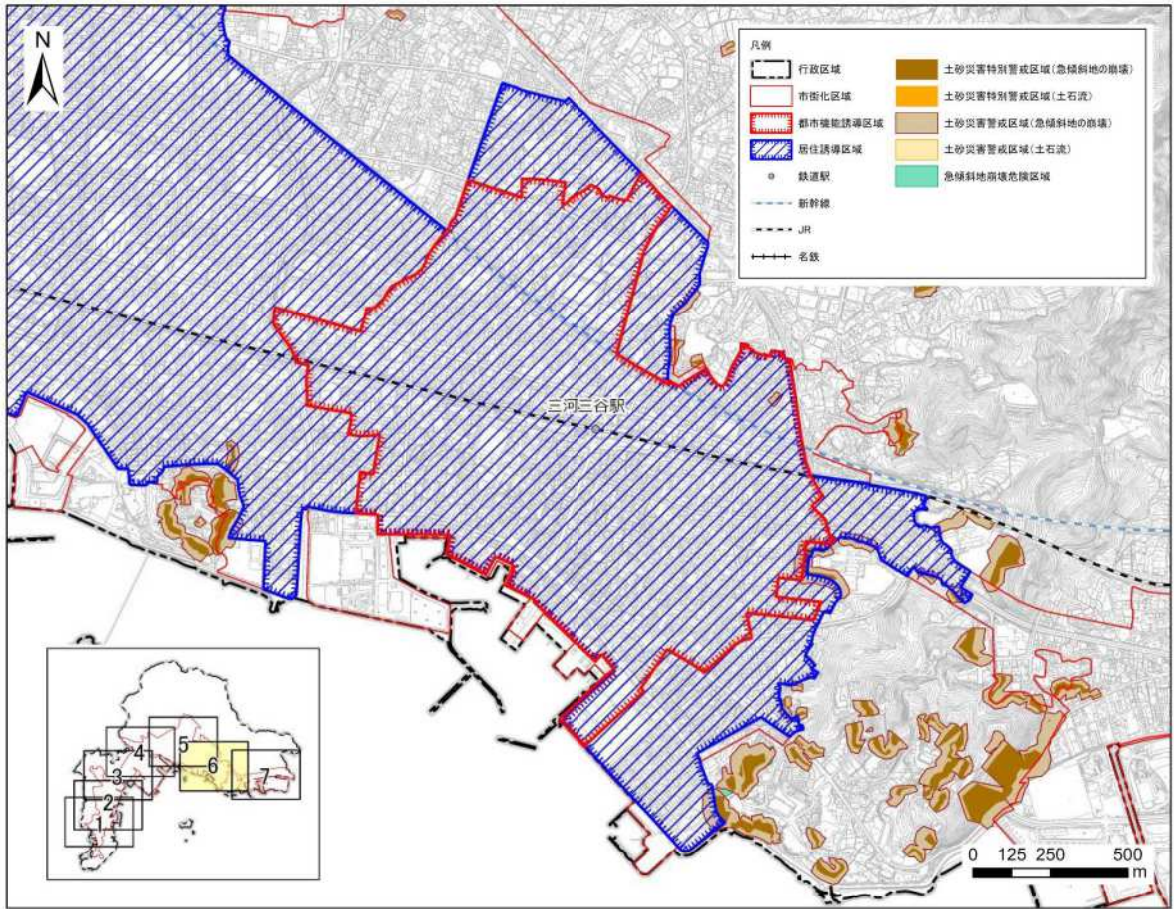 N
凡例
行政区域
市街化区域
都市機能誘導区域
居住誘導区域
鉄道駅
新幹線
JR
名鉄
土砂災害特別警戒区域(急傾斜地の崩壊)
土砂災害特別警戒区域(土石流)
土砂災害警戒区域(急傾斜地の崩壊)
土砂災害警戒区域(土石流)
急傾斜地崩壊危険区域
三河三谷駅
5
4
6
3
7
2
1
0 125 250 500
m